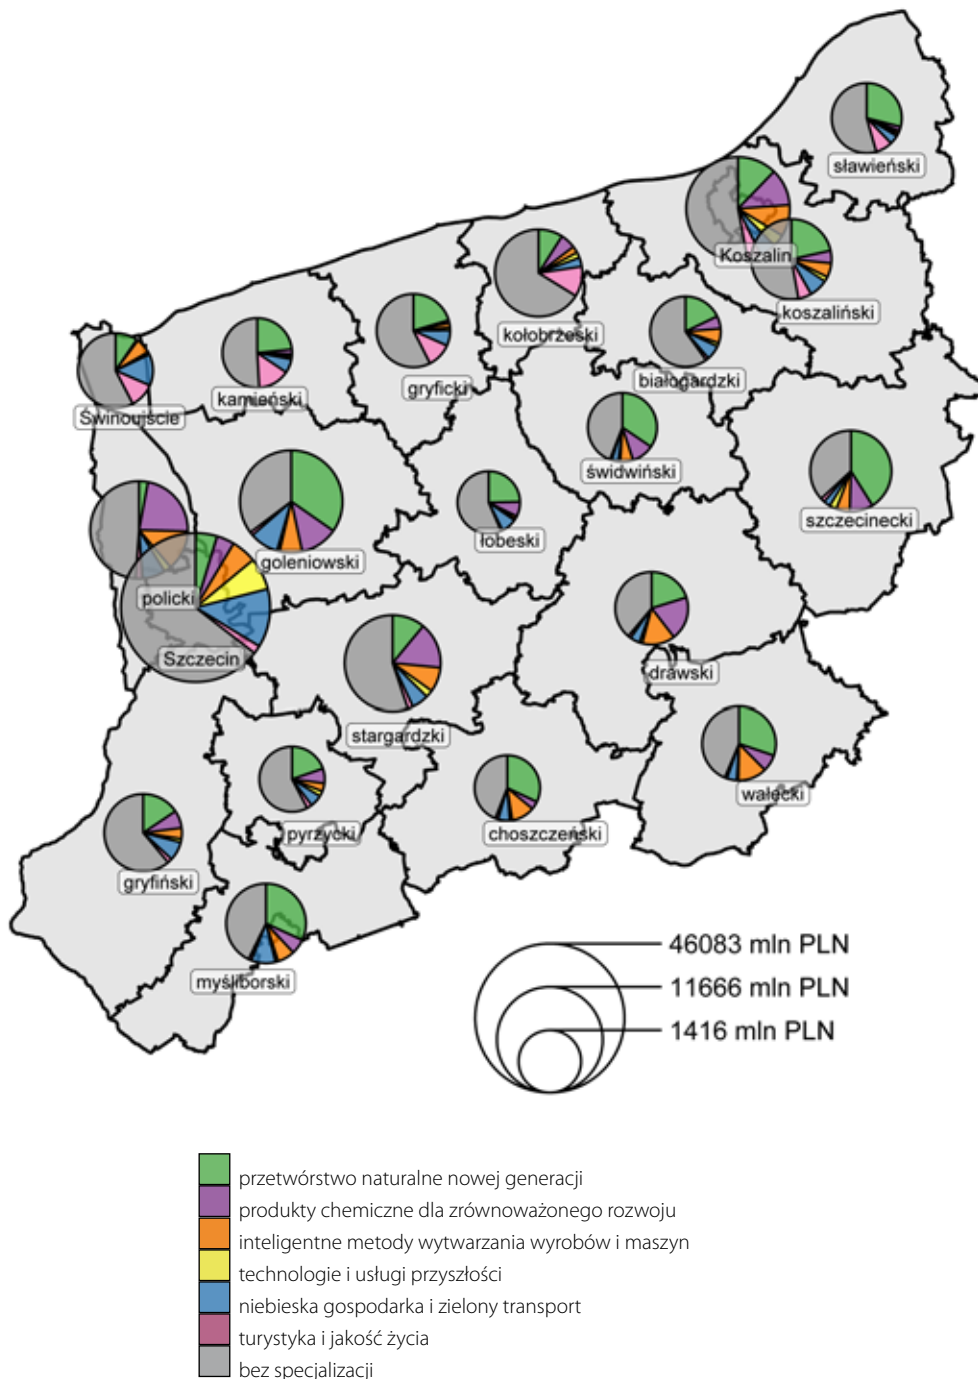 sławieński
Koszalin
koszaliński
kołobrzeski
białogardzki
gryficki
kamieński
Świnoujście
świdwiński
szczecinecki
łobeski
goleniowski
policki
Szczecin
drawski
stargardzki
wałecki
pyrzycki
choszczeński
gryfiński
myśliborski
46083 mln PLN
11666 mln PLN
1416 mln PLN
przetwórstwo naturalne nowej generacji
produkty chemiczne dla zrównoważonego rozwoju
inteligentne metody wytwarzania wyrobów i maszyn
technologie i usługi przyszłości
niebieska gospodarka i zielony transport
turystyka i jakość życia
bez specjalizacji